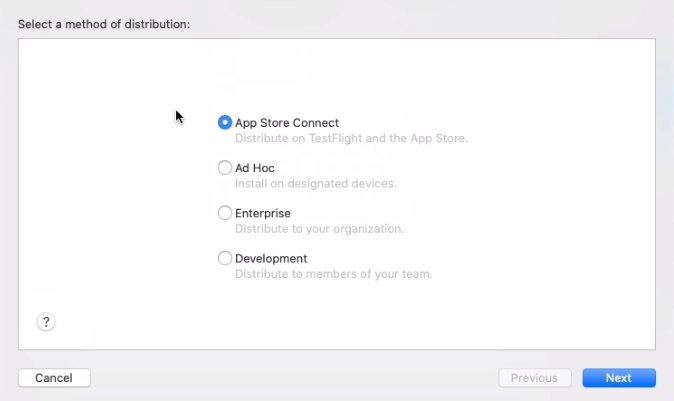 Select a method of distribution:
App Store Connect
Distribute on TestFlight and the App Store.
Ad Hoc
Install on designated devices.
Enterprise
Distribute to your organization.
Development
Distribute to members of your team.
?
Cancel
Previous
Next